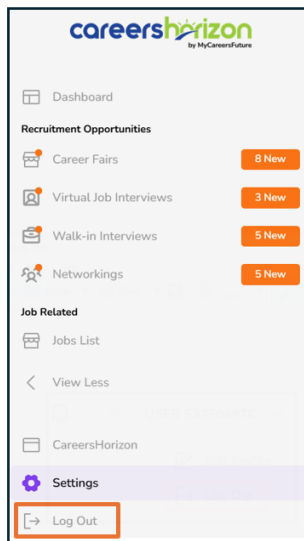 careershorizon
by MyCareersFuture
Dashboard
Recruitment Opportunities
Career Fairs
8 New
Virtual Job Interviews
3 New
Walk-in Interviews
5 New
Networkings
5 New
Job Related
Jobs List
View Less
CareersHorizon
Settings
Log Out